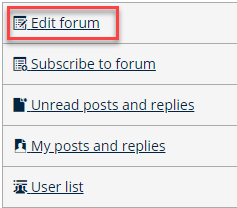 Edit forum
Subscribe to forum
Unread posts and replies
My posts and replies
User list